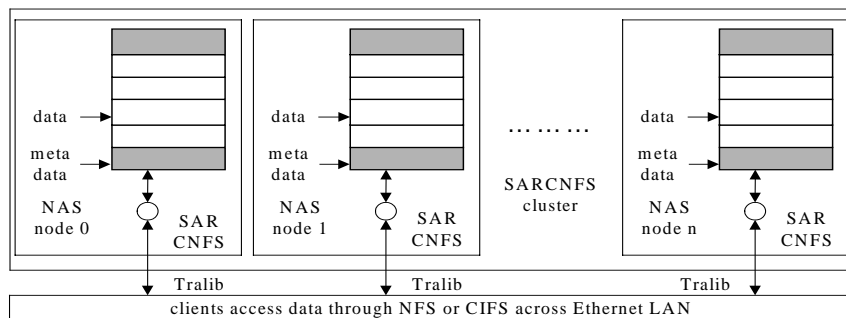 data
meta
data
NAS
node 0
SAR
CNFS
data
meta
data
NAS
node 1
SAR
CNFS
... ... ...
SARCNFS
cluster
data
meta
data
NAS
node n
SAR
CNFS
Tralib
Tralib
Tralib
clients access data through NFS or CIFS across Ethernet LAN